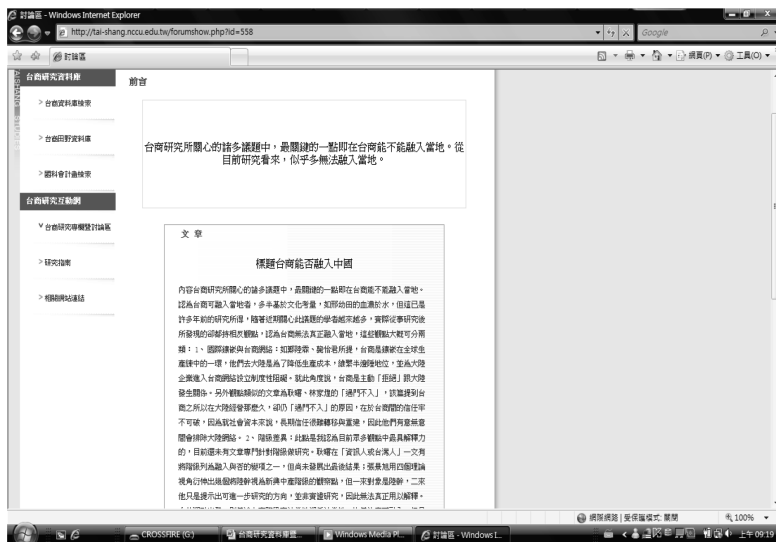 討論區 - Windows Internet Explorer
http://tai-shang.nccu.edu.tw/forumshow.php?id=558
Google
討論區
網頁(P)
工具(O)
台商研究資料庫
> 台商資料庫檢索
> 台商田野資料庫
> 國科會計畫檢索
台商研究互動網
∨ 台商研究專欄暨討論區
> 研究指南
> 相關網站連結
前言
台商研究所關心的諸多議題中，最關鍵的一點即在台商能不能融入當地。從
目前研究看來，似乎多無法融入當地。
文 章
標題台商能否融入中國
內容台商研究所關心的諸多議題中，最關鍵的一點即在台商能不能融入當地。
認為台商可融入當地者，多半基於文化考量，如邢幼田的血濃於水，但這已是
許多年前的研究所得，隨著近期關心此議題的學者越來越多，實際從事研究後
所發現的卻都持相反觀點，認為台商無法真正融入當地，這些觀點大概可分兩
類：1、國際鑲嵌與台商網絡：如鄭陸霖、龔怡君所提，台商是鑲嵌在全球生
產鍊中的一環，他們去大陸是為了降低生產成本，維繫半邊陲地位，並為大陸
企業進入台商網絡設立制度性阻礙。就此角度說，台商是主動「拒絕」跟大陸
發生關係。另外觀點類似的文章為耿曙、林家煌的「過門不入」，該篇提到台
商之所以在大陸經營那麼久，卻仍「過門不入」的原因，在於台商間的信任牢
不可破，因為就社會資本來說，長期信任很難轉移與重建，因此他們有意無意
間會排除大陸網絡。2、階級差異：此點是我認為目前眾多觀點中最具解釋力
的，目前還未有文章專門針對階級做研究。耿曙在「資訊人或台灣人」一文有
將階級列為融入與否的變項之一，但尚未發展出最後結果；張景旭用四個理論
視角衍伸出幾個將陸幹視為新興中產階級的觀察點，但一來對象是陸幹，二來
他只是提示出可進一步研究的方向，並非實證研究，因此無法真正用以解釋。
網際網路 | 受保護模式: 關閉
100%
CROSSFIRE (G)
台商研究資料庫暨...
Windows Media Pl...
討論區 - Windows I...
上午 09:19